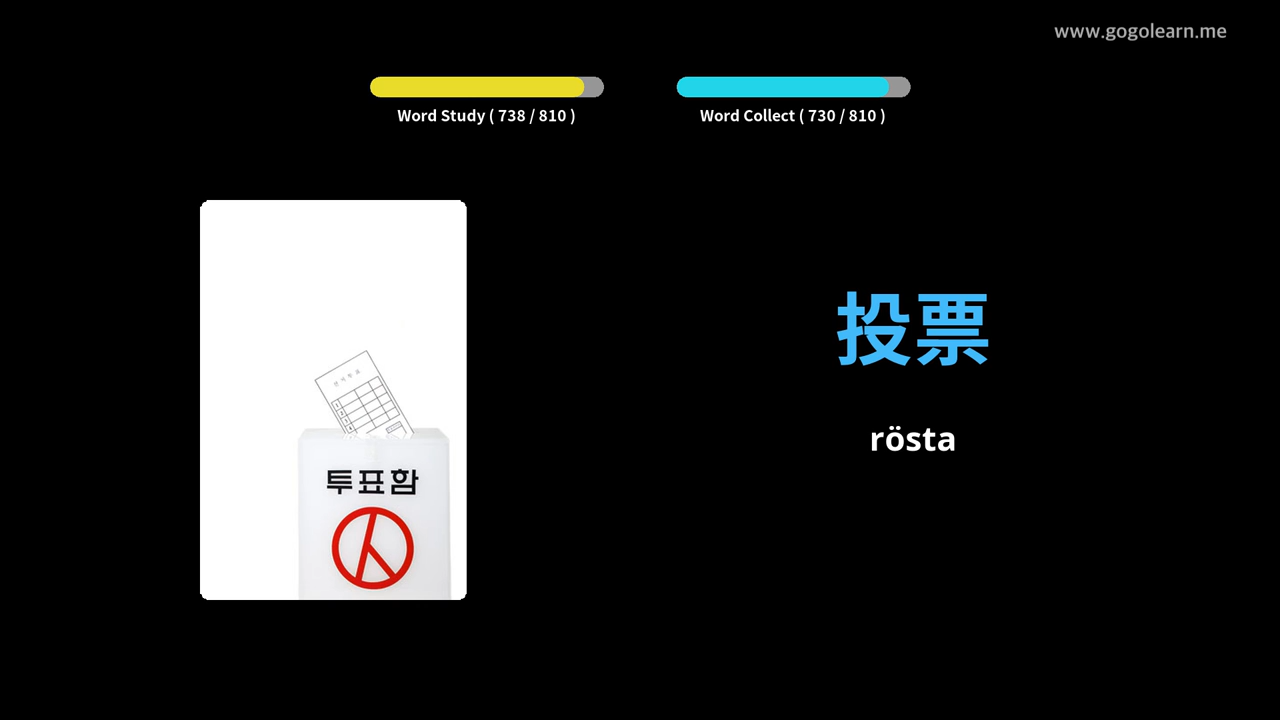 www.gogolearn.me
Word Study ( 738 / 810 )
Word Collect ( 730 / 810 )
投票
rösta
투표함